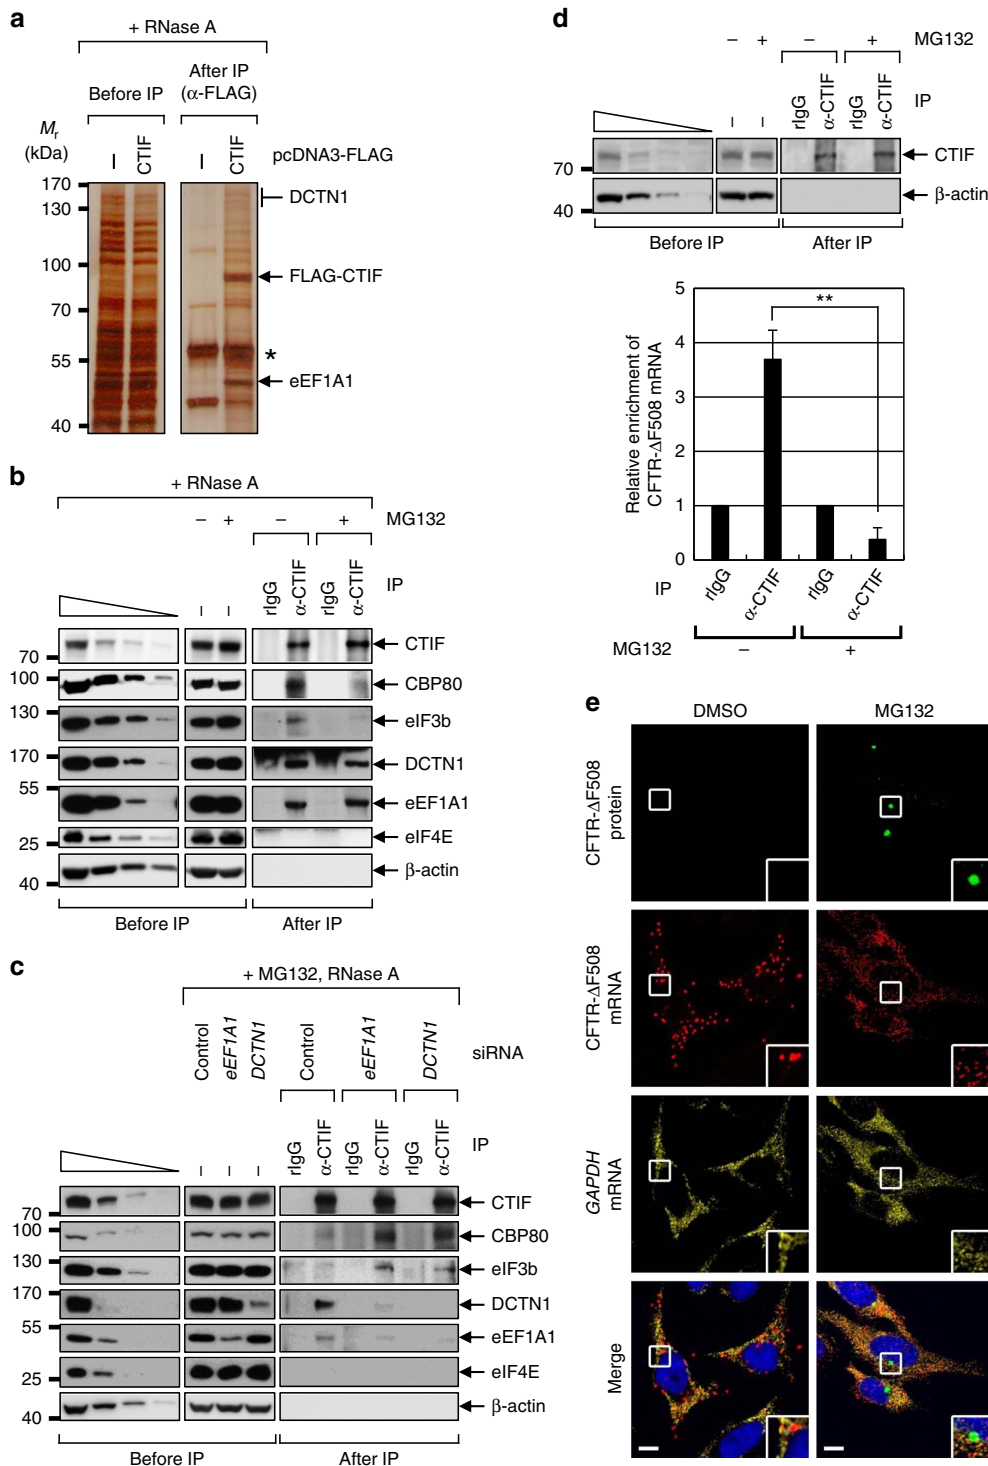 a
+ RNase A
Before IP
After IP
(α-FLAG)
Mr
(kDa)
– CTIF – CTIF
pcDNA3-FLAG
170
130
100
70
55
40
DCTN1
FLAG-CTIF
*
eEF1A1
b
+ RNase A
– + – + MG132
rIgG α-CTIF rIgG α-CTIF IP
– –
70 CTIF
100 CBP80
130 eIF3b
170 DCTN1
55 eEF1A1
25 eIF4E
40 β-actin
Before IP After IP
c
+ MG132, RNase A
Control eEF1A1 DCTN1 Control eEF1A1 DCTN1 siRNA
– – – rIgG α-CTIF rIgG α-CTIF rIgG α-CTIF IP
70 CTIF
100 CBP80
130 eIF3b
170 DCTN1
55 eEF1A1
25 eIF4E
40 β-actin
Before IP After IP
d
– + – + MG132
– – rIgG α-CTIF rIgG α-CTIF IP
70 CTIF
40 β-actin
Before IP After IP
Relative enrichment of
CFTR-ΔF508 mRNA
5
4
3
2
1
0
**
IP rIgG α-CTIF rIgG α-CTIF
MG132 – +
e
DMSO MG132
CFTR-ΔF508
protein
CFTR-ΔF508
mRNA
GAPDH
mRNA
Merge